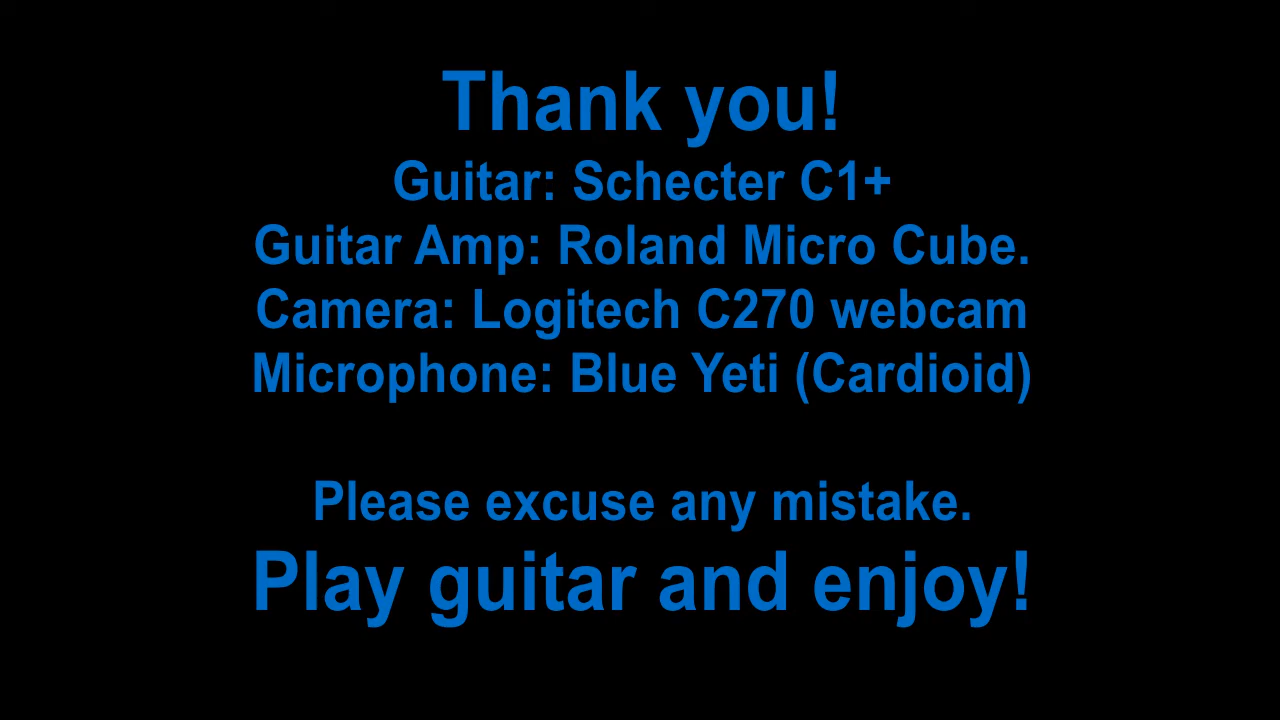 Thank you!
Guitar: Schecter C1+
Guitar Amp: Roland Micro Cube.
Camera: Logitech C270 webcam
Microphone: Blue Yeti (Cardioid)
Please excuse any mistake.
Play guitar and enjoy!